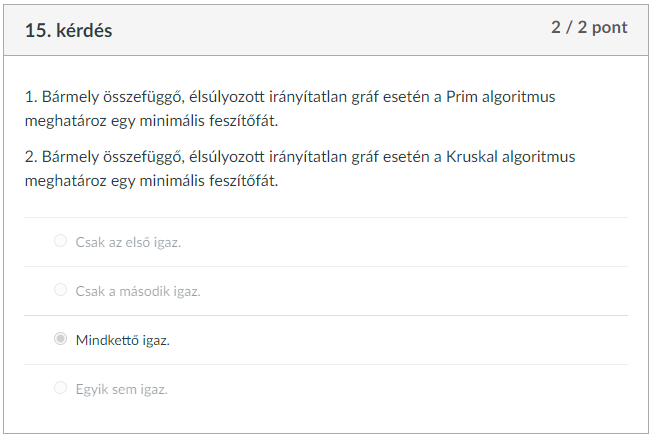 15. kérdés
2 / 2 pont
1. Bármely összefüggő, élsúlyozott irányítatlan gráf esetén a Prim algoritmus
meghatároz egy minimális feszítőfát.
2. Bármely összefüggő, élsúlyozott irányítatlan gráf esetén a Kruskal algoritmus
meghatároz egy minimális feszítőfát.
Csak az első igaz.
Csak a második igaz.
Mindkettő igaz.
Egyik sem igaz.